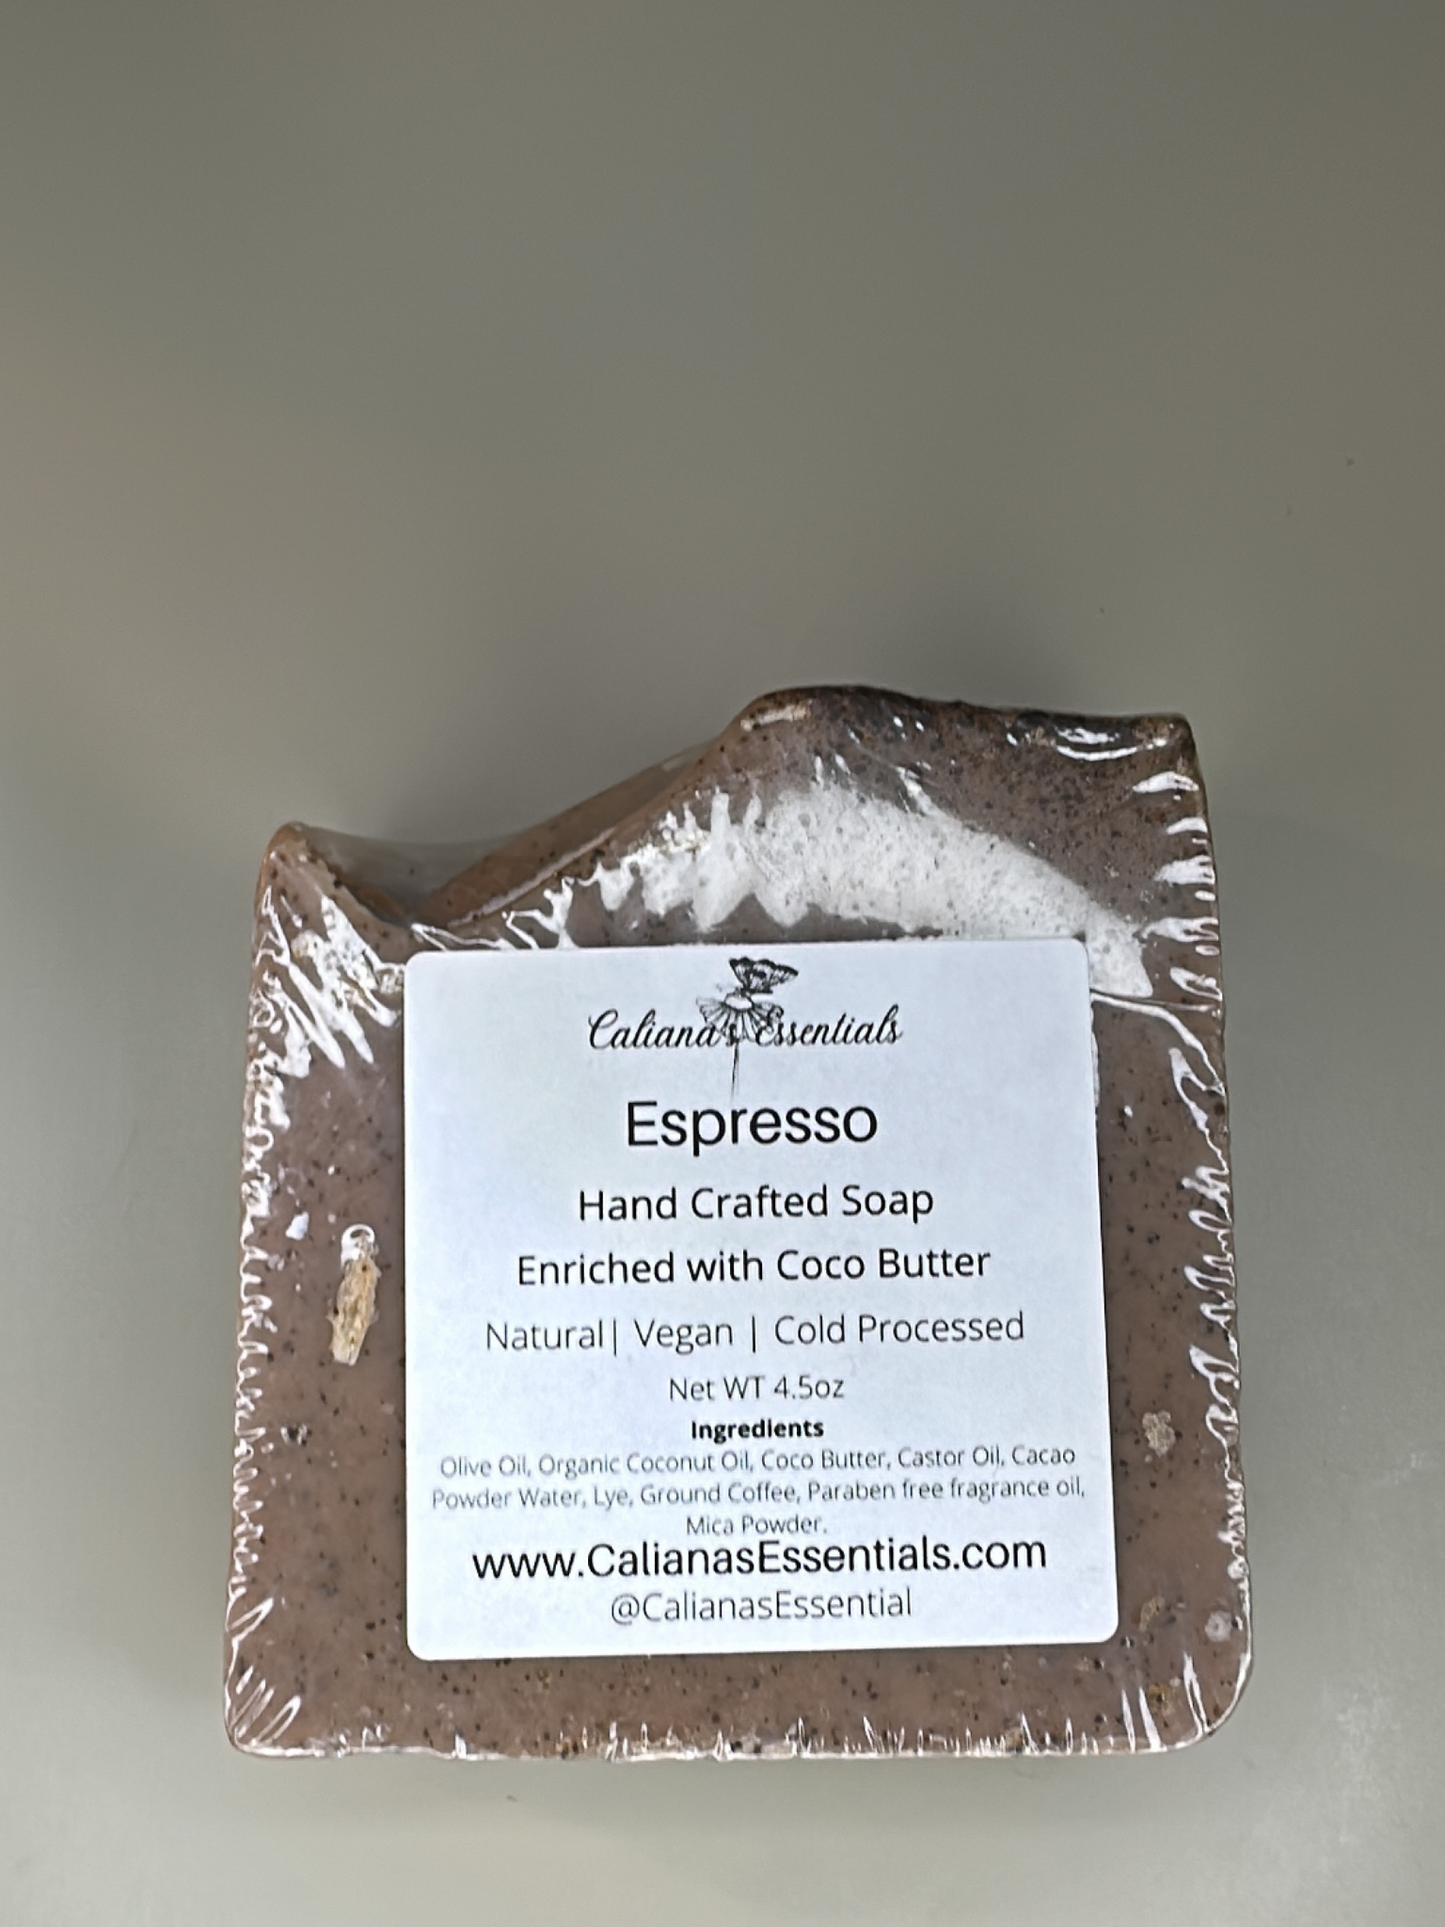 Caliana's Essentials
Espresso
Hand Crafted Soap
Enriched with Coco Butter
Natural| Vegan | Cold Processed
Net WT 4.5oz
Ingredients
Olive Oil, Organic Coconut Oil, Coco Butter, Castor Oil, Cacao
Powder Water, Lye, Ground Coffee, Paraben free fragrance oil,
Mica Powder.
www.CalianasEssentials.com
@CalianasEssential